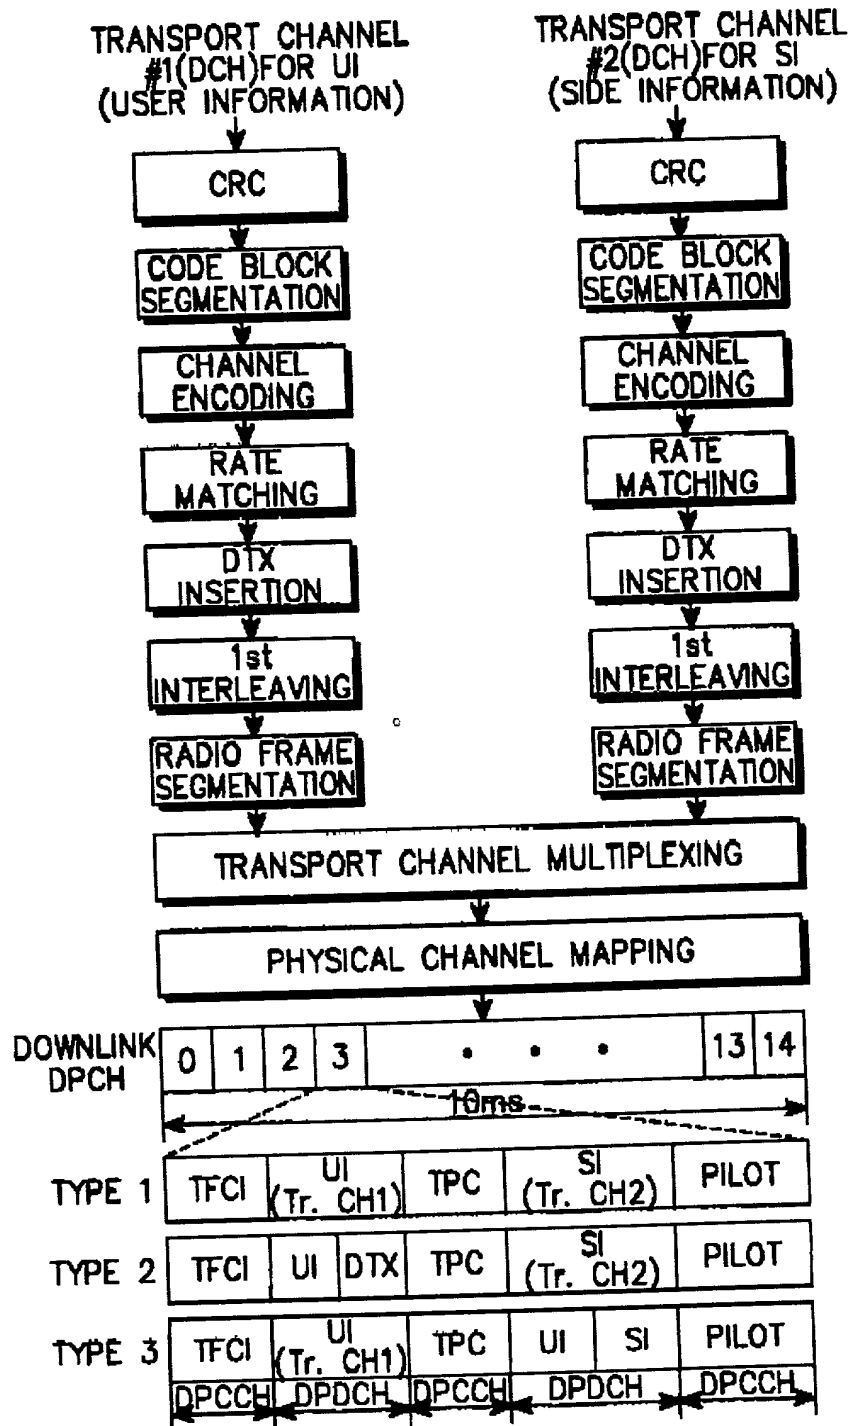 TRANSPORT CHANNEL
#1(DCH)FOR UI
(USER INFORMATION)
TRANSPORT CHANNEL
#2(DCH)FOR SI
(SIDE INFORMATION)
CRC
CRC
CODE BLOCK
SEGMENTATION
CODE BLOCK
SEGMENTATION
CHANNEL
ENCODING
CHANNEL
ENCODING
RATE
MATCHING
RATE
MATCHING
DTX
INSERTION
DTX
INSERTION
1st
INTERLEAVING
1st
INTERLEAVING
RADIO FRAME
SEGMENTATION
RADIO FRAME
SEGMENTATION
TRANSPORT CHANNEL MULTIPLEXING
PHYSICAL CHANNEL MAPPING
DOWNLINK
DPCH
0 1 2 3 • • • 13 14
10ms
TYPE 1 TFCI UI
(Tr. CH1) TPC SI
(Tr. CH2) PILOT
TYPE 2 TFCI UI DTX TPC SI
(Tr. CH2) PILOT
TYPE 3 TFCI UI
(Tr. CH1) TPC UI SI PILOT
DPCCH DPDCH DPCCH DPDCH DPCCH